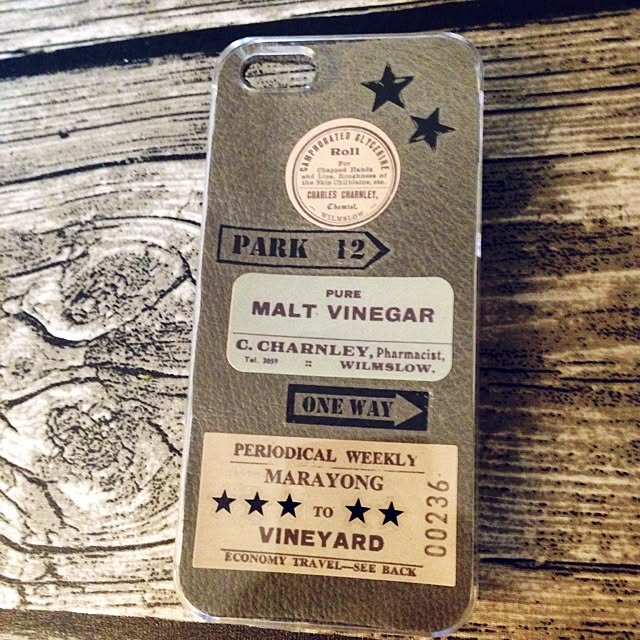 CAMPHORATED GLYCERINE
Roll
For
Chapped Hands
and Lips, Roughness of
the Skin Chilblains, etc.
CHARLES CHARNLEY,
Chemist,
WILMSLOW.
PARK 12
PURE
MALT VINEGAR
C. CHARNLEY, Pharmacist,
Tel. 3059 :: WILMSLOW.
ONE WAY
PERIODICAL WEEKLY
MARAYONG
TO
VINEYARD
ECONOMY TRAVEL—SEE BACK
00236